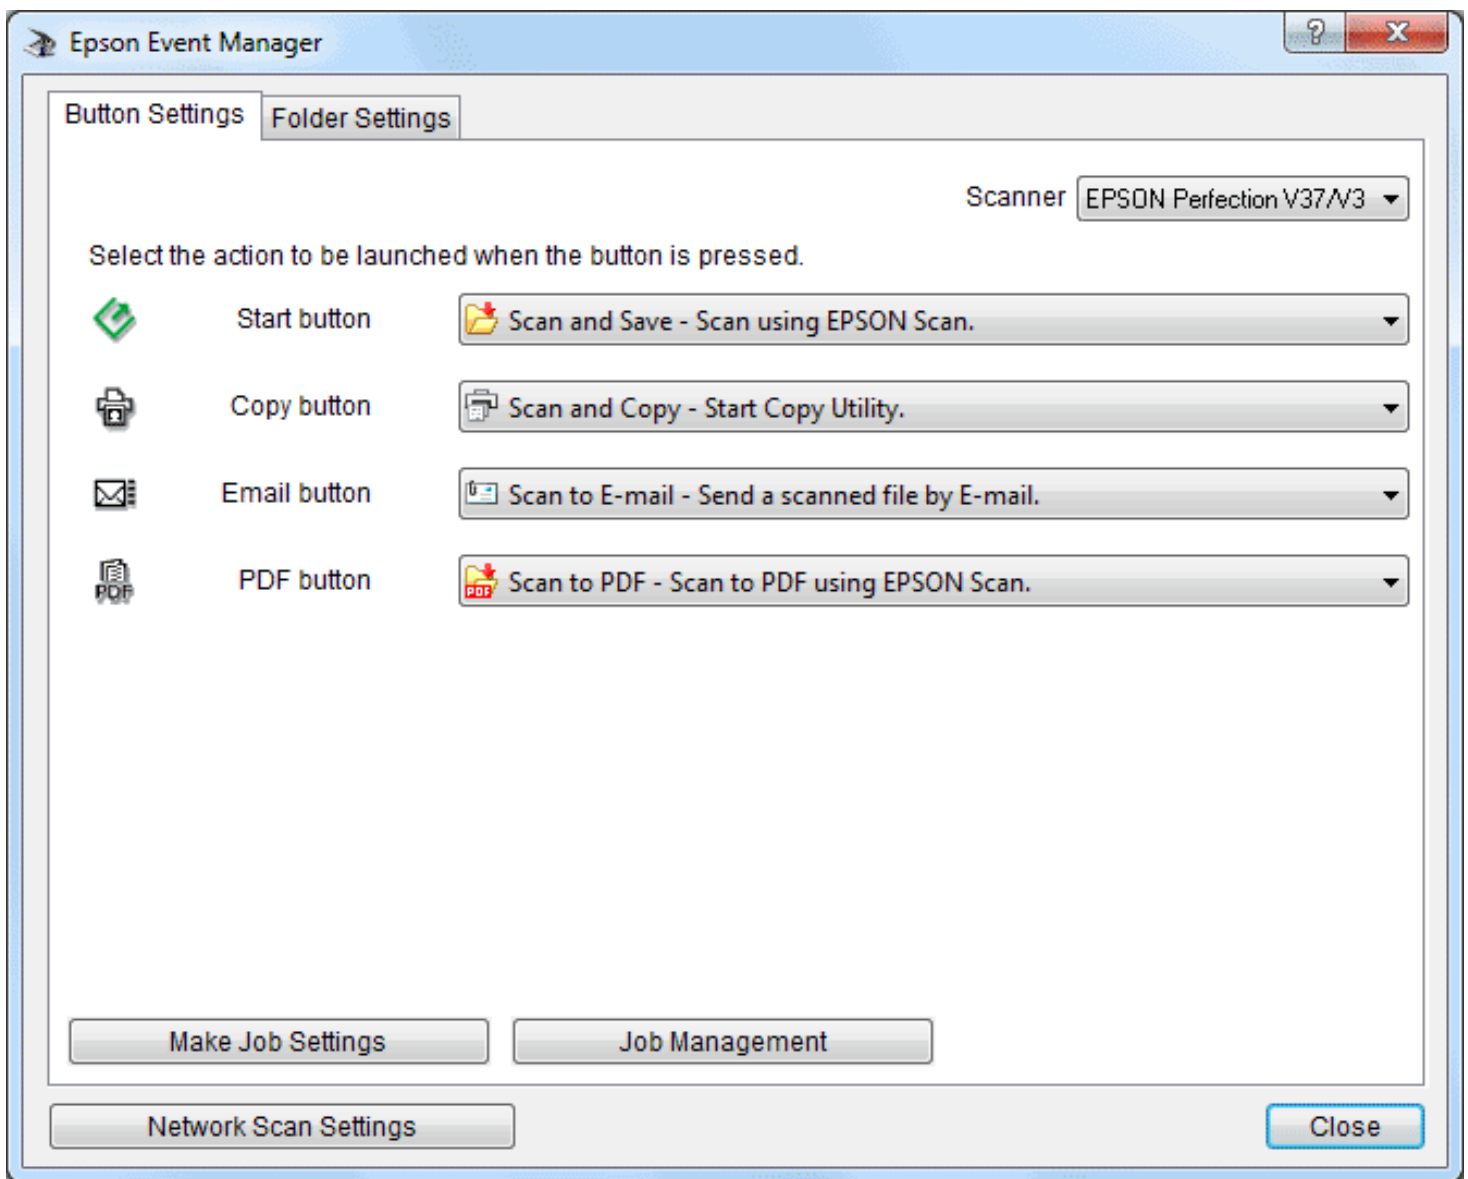 Epson Event Manager
Button Settings
Folder Settings
Scanner
EPSON Perfection V37/V3
Select the action to be launched when the button is pressed.
Start button
Scan and Save - Scan using EPSON Scan.
Copy button
Scan and Copy - Start Copy Utility.
Email button
Scan to E-mail - Send a scanned file by E-mail.
PDF
PDF button
PDF
Scan to PDF - Scan to PDF using EPSON Scan.
Make Job Settings
Job Management
Network Scan Settings
Close